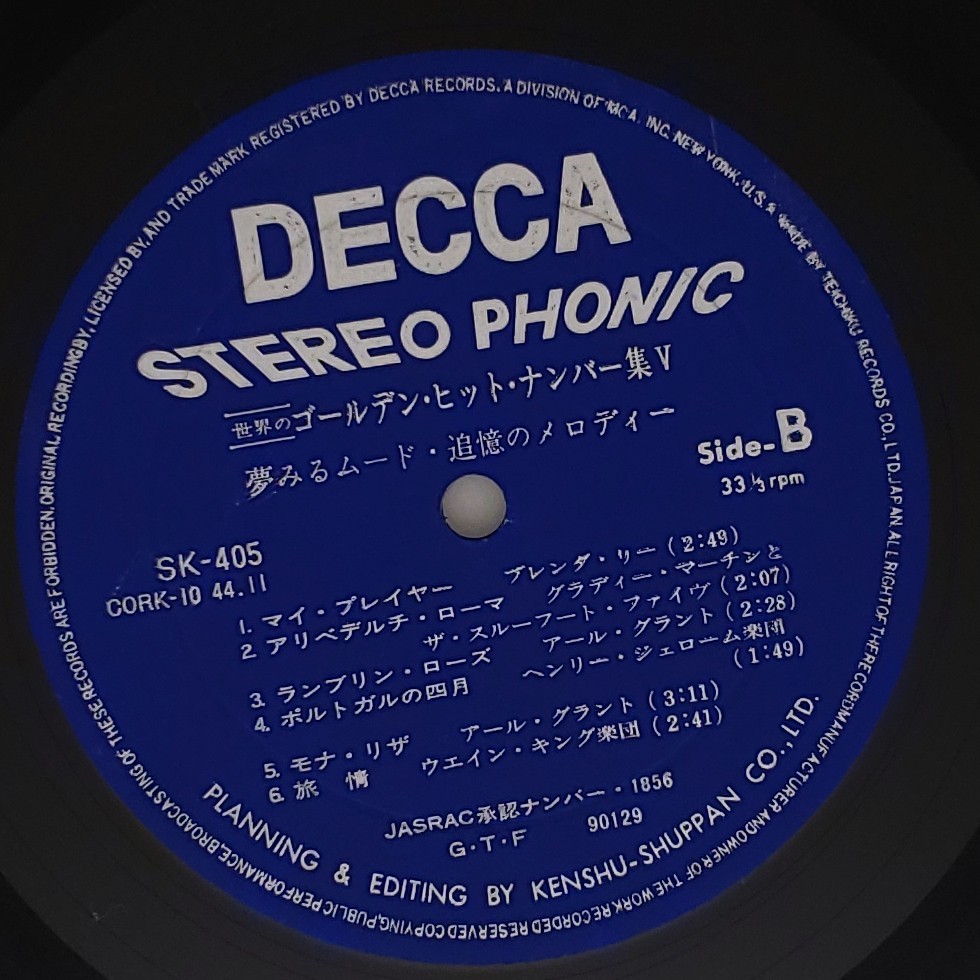 DECCA
STEREO PHONIC
世界のゴールデン・ヒット・ナンバー集V
夢みるムード・追憶のメロディー
Side-B
33 1/3 rpm
SK-405
CORK-10 44.11
1. マイ・プレイヤー ブレンダ・リー (2:49)
2. アリベデルチ・ローマ グラディー・マーチンと
ザ・スルーフート・ファイヴ (2:07)
3. ランブリン・ローズ アール・グラント (2:28)
4. ポルトガルの四月 ヘンリー・ジェローム楽団
(1:49)
5. モナ・リザ アール・グラント (3:11)
6. 旅 情 ウエイン・キング楽団 (2:41)
JASRAC承認ナンバー・1856
G・T・F 90129
PLANNING & EDITING BY KENSHU-SHUPPAN CO., LTD.
ORIGINAL RECORDING BY, LICENSED BY, AND TRADE MARK REGISTERED BY DECCA RECORDS. A DIVISION OF MCA. INC. NEW YORK. U.S.A. MADE BY TEICHIKU RECORDS CO., LTD. JAPAN. ALL RIGHT OF THE RECORD MANUFACTURER AND OWNER OF THE WORK RECORDED RESERVED COPYING, PUBLIC PERFORMANCE, BROADCASTING OF THESE RECORDS ARE FORBIDDEN.